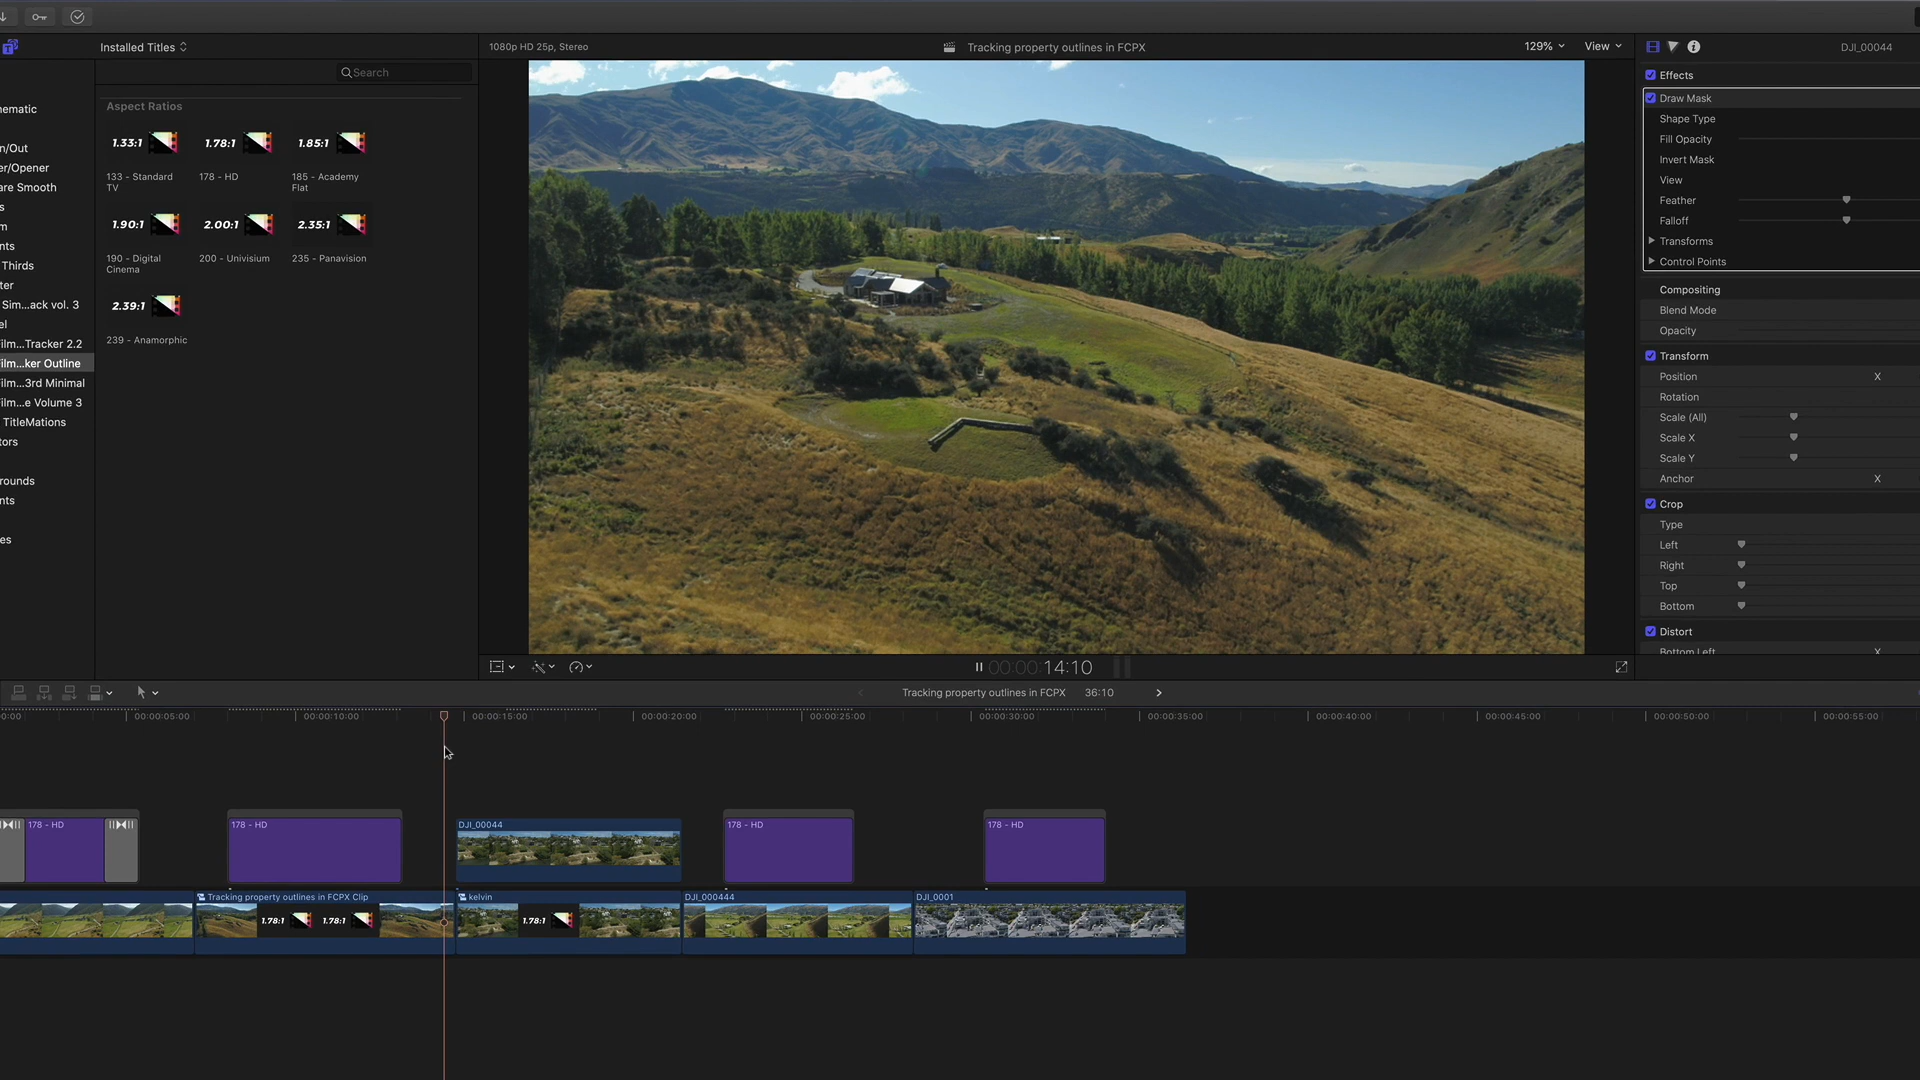 Installed Titles
1080p HD 25p, Stereo
Tracking property outlines in FCPX
129%
View
DJI_00044
Search
Effects
Aspect Ratios
Draw Mask
Shape Type
Fill Opacity
Invert Mask
View
Feather
Falloff
Transforms
Control Points
Compositing
Blend Mode
Opacity
Transform
Position
X
Rotation
Scale (All)
Scale X
Scale Y
Anchor
X
Crop
Type
Left
Right
Top
Bottom
Distort
Bottom Left
X
ematic
n/Out
er/Opener
are Smooth
s
m
nts
Thirds
ter
Sim...ack vol. 3
el
ilm...Tracker 2.2
ilm...ker Outline
ilm...3rd Minimal
ilm...e Volume 3
TitleMations
tors
rounds
nts
es
1.33:1
1.78:1
1.85:1
133 - Standard
TV
178 - HD
185 - Academy
Flat
1.90:1
2.00:1
2.35:1
190 - Digital
Cinema
200 - Univisium
235 - Panavision
2.39:1
239 - Anamorphic
00:00:14:10
Tracking property outlines in FCPX
36:10
0:00
00:00:05:00
00:00:10:00
00:00:15:00
00:00:20:00
00:00:25:00
00:00:30:00
00:00:35:00
00:00:40:00
00:00:45:00
00:00:50:00
00:00:55:00
178 - HD
178 - HD
DJI_00044
178 - HD
178 - HD
Tracking property outlines in FCPX Clip
kelvin
DJI_000444
DJI_0001
1.78:1
1.78:1
1.78:1